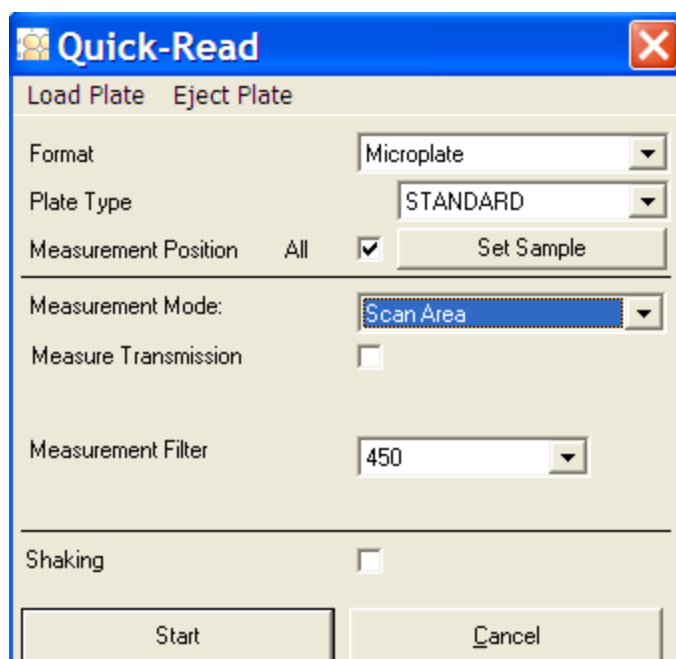 Quick-Read
Load Plate Eject Plate
Format Microplate
Plate Type STANDARD
Measurement Position All Set Sample
Measurement Mode: Scan Area
Measure Transmission
Measurement Filter 450
Shaking
Start Cancel